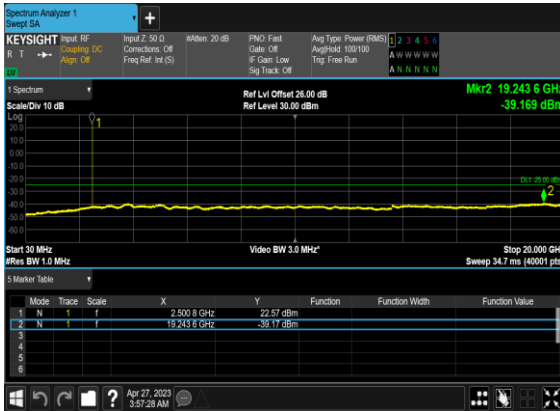 Spectrum Analyzer 1
Swept SA
+
KEYSIGHT
R T
LXI
Input: RF
Coupling: DC
Align: Off
Input Z: 50 Ω
Corrections: Off
Freq Ref: Int (S)
#Atten: 20 dB
PNO: Fast
Gate: Off
IF Gain: Low
Sig Track: Off
Avg Type: Power (RMS)
Avg|Hold: 100/100
Trig: Free Run
1 2 3 4 5 6
A W W W W W
A N N N N N
1 Spectrum
Scale/Div 10 dB
Ref Lvl Offset 26.00 dB
Ref Level 30.00 dBm
Mkr2 19.243 6 GHz
-39.169 dBm
Log
20.0
10.0
0.00
-10.0
-20.0
-30.0
-40.0
-50.0
-60.0
1
DL1 -25.00 dBm
2
Start 30 MHz
#Res BW 1.0 MHz
Video BW 3.0 MHz*
Stop 20.000 GHz
Sweep 34.7 ms (40001 pts)
5 Marker Table
Mode Trace Scale X Y Function Function Width Function Value
1 N 1 f 2.500 8 GHz 22.57 dBm
2 N 1 f 19.243 6 GHz -39.17 dBm
3
4
5
6
?
Apr 27, 2023
3:57:28 AM